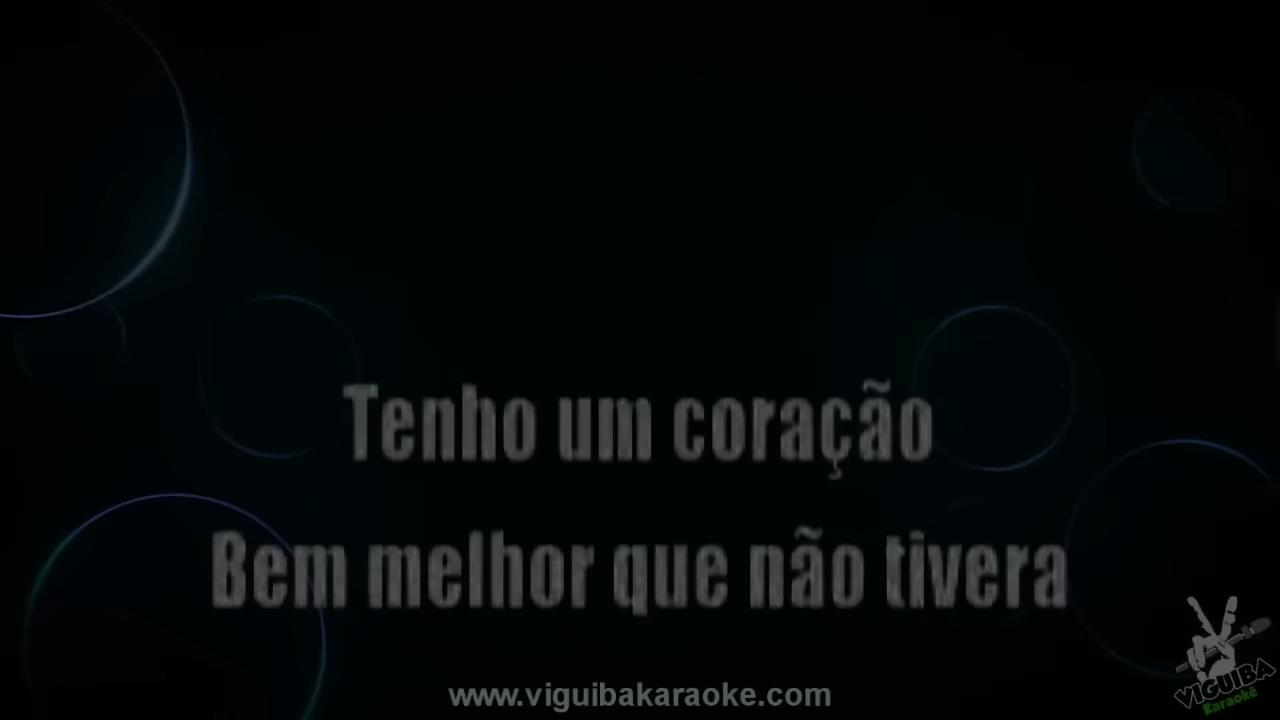 Tenho um coração
Bem melhor que não tivera
www.viguibakaraoke.com
VIGUIBA
Karaokê